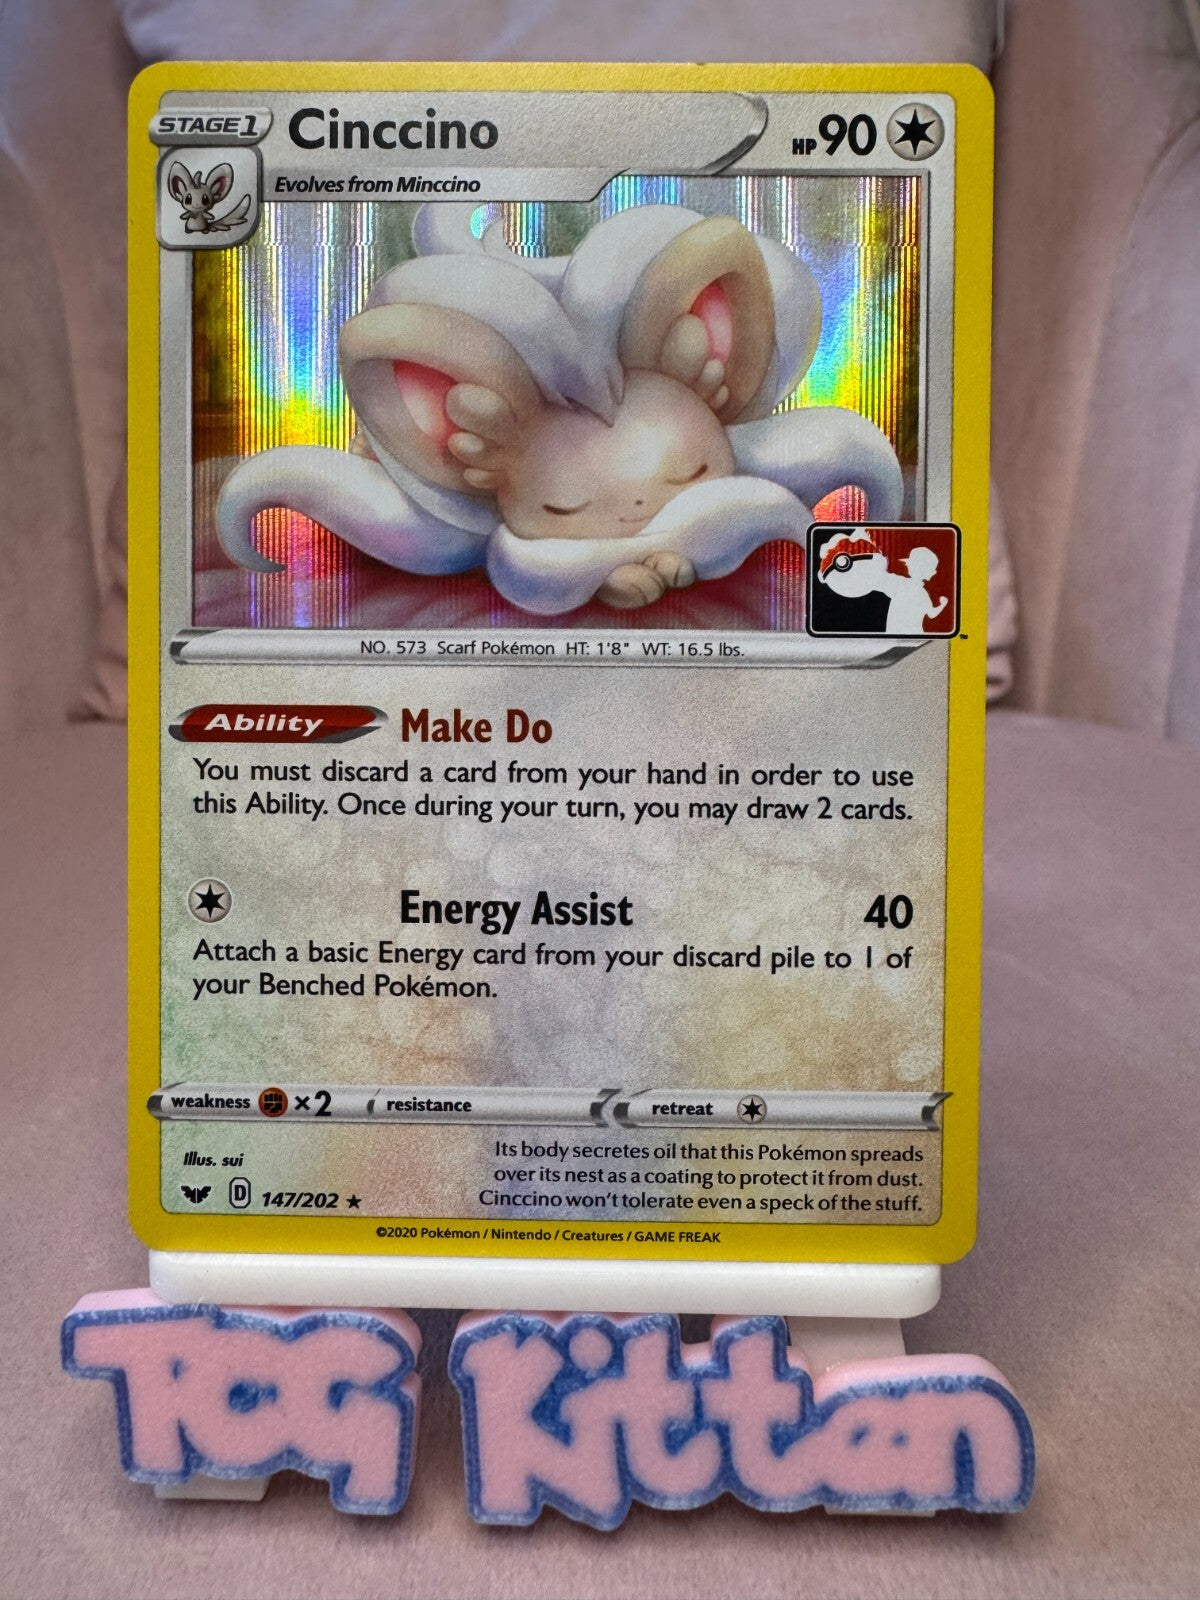 STAGE1
Cinccino
HP90
Evolves from Minccino
NO. 573 Scarf Pokémon HT: 1'8" WT: 16.5 lbs.
Ability Make Do
You must discard a card from your hand in order to use
this Ability. Once during your turn, you may draw 2 cards.
Energy Assist 40
Attach a basic Energy card from your discard pile to 1 of
your Benched Pokémon.
weakness ×2 resistance retreat
Illus. sui
D 147/202 ★
Its body secretes oil that this Pokémon spreads
over its nest as a coating to protect it from dust.
Cinccino won't tolerate even a speck of the stuff.
©2020 Pokémon / Nintendo / Creatures / GAME FREAK
TCG Kitton